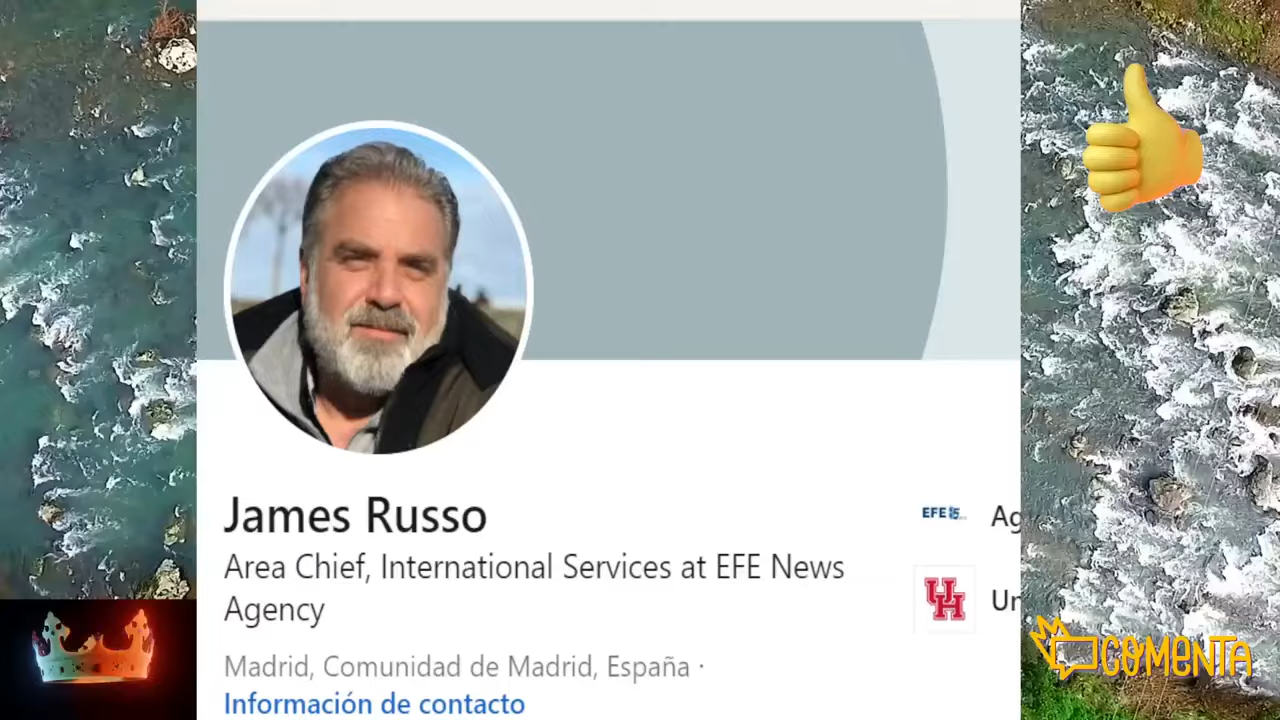 James Russo
Area Chief, International Services at EFE News
Agency
Madrid, Comunidad de Madrid, España ·
Información de contacto
EFE
Ag
UH
Un
COMENTA